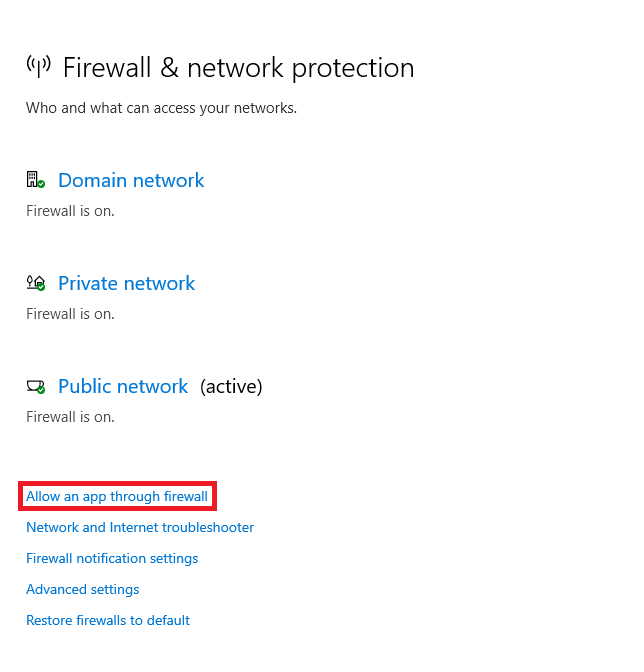 Firewall & network protection
Who and what can access your networks.
Domain network
Firewall is on.
Private network
Firewall is on.
Public network (active)
Firewall is on.
Allow an app through firewall
Network and Internet troubleshooter
Firewall notification settings
Advanced settings
Restore firewalls to default